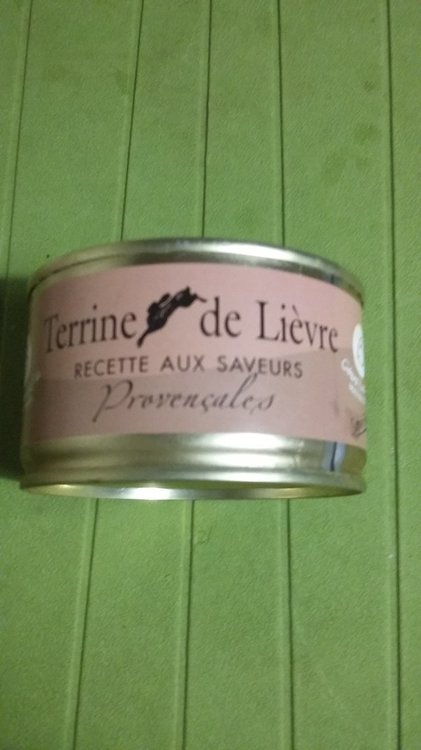 Terrine de Lièvre
RECETTE AUX SAVEURS
Provençales